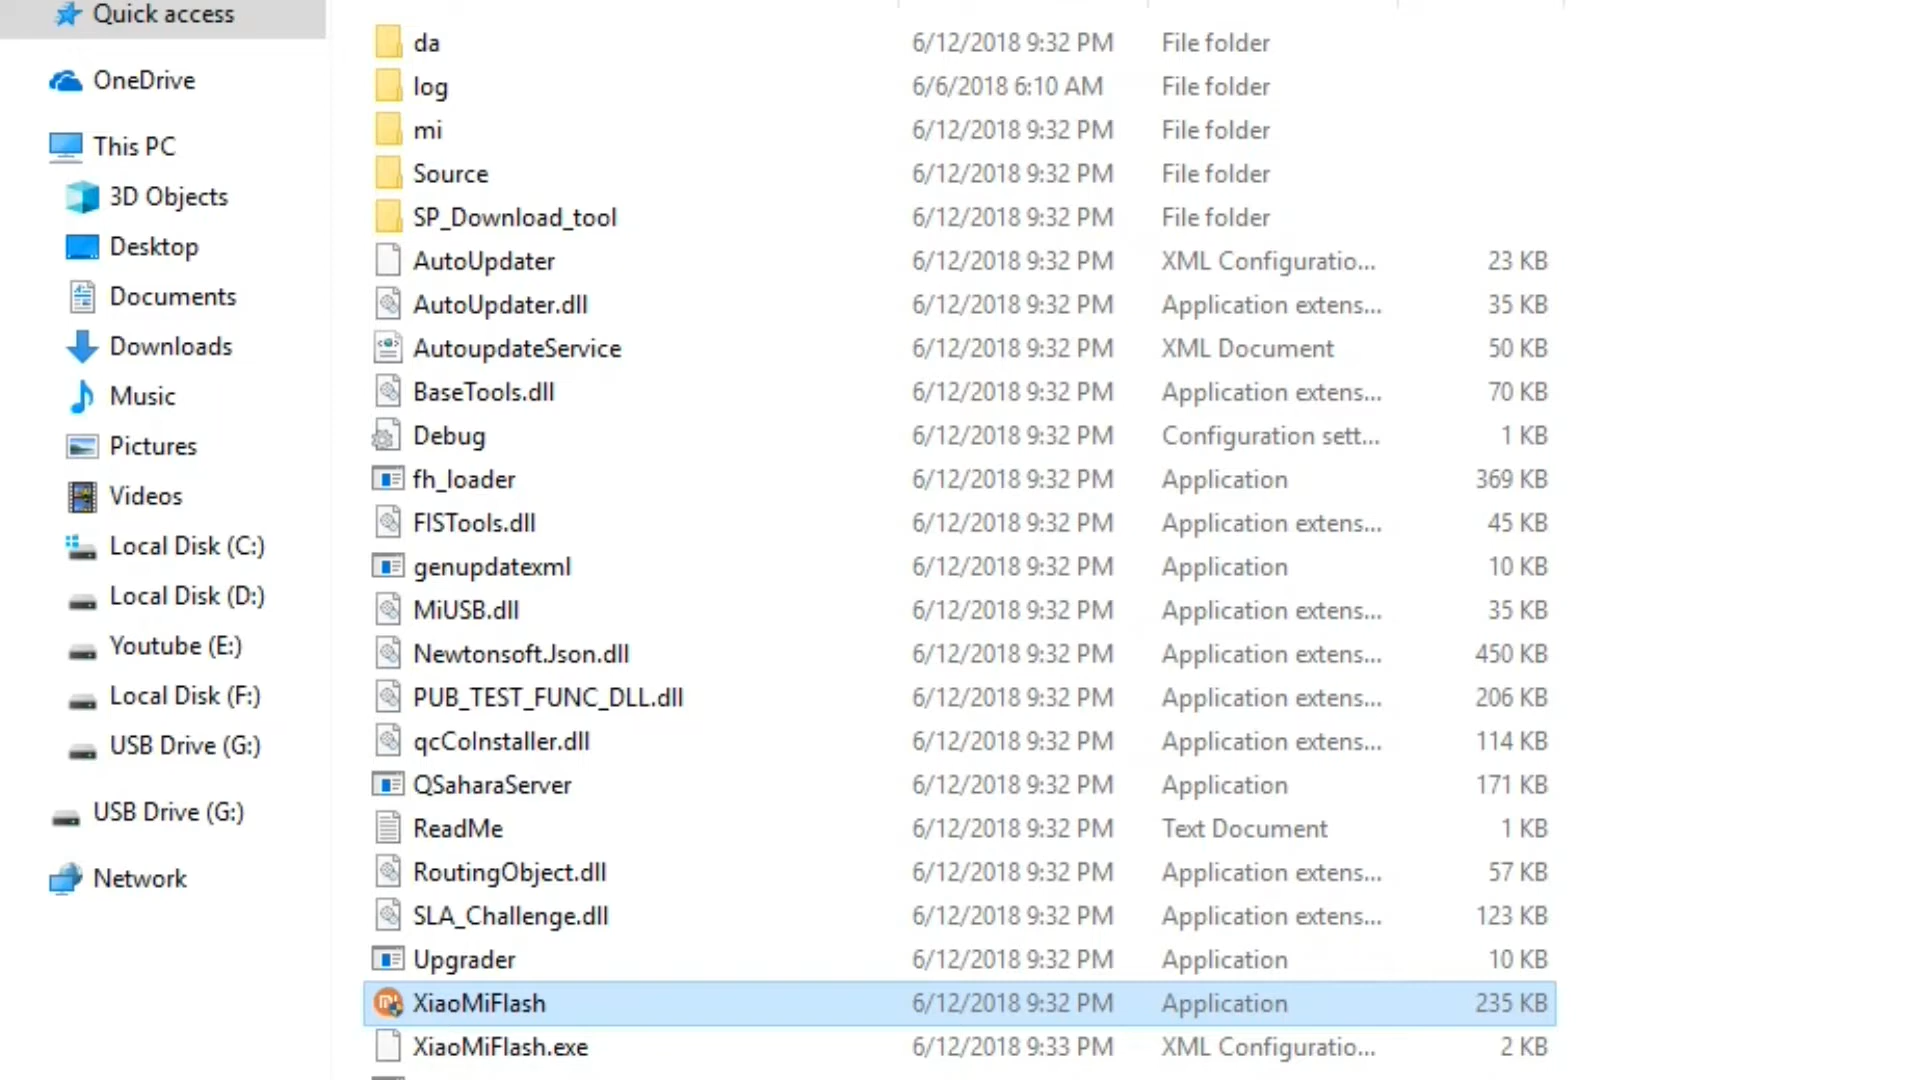 Quick access
OneDrive
This PC
3D Objects
Desktop
Documents
Downloads
Music
Pictures
Videos
Local Disk (C:)
Local Disk (D:)
Youtube (E:)
Local Disk (F:)
USB Drive (G:)
USB Drive (G:)
Network
da 6/12/2018 9:32 PM File folder
log 6/6/2018 6:10 AM File folder
mi 6/12/2018 9:32 PM File folder
Source 6/12/2018 9:32 PM File folder
SP_Download_tool 6/12/2018 9:32 PM File folder
AutoUpdater 6/12/2018 9:32 PM XML Configuratio... 23 KB
AutoUpdater.dll 6/12/2018 9:32 PM Application extens... 35 KB
AutoupdateService 6/12/2018 9:32 PM XML Document 50 KB
BaseTools.dll 6/12/2018 9:32 PM Application extens... 70 KB
Debug 6/12/2018 9:32 PM Configuration sett... 1 KB
fh_loader 6/12/2018 9:32 PM Application 369 KB
FISTools.dll 6/12/2018 9:32 PM Application extens... 45 KB
genupdatexml 6/12/2018 9:32 PM Application 10 KB
MiUSB.dll 6/12/2018 9:32 PM Application extens... 35 KB
Newtonsoft.Json.dll 6/12/2018 9:32 PM Application extens... 450 KB
PUB_TEST_FUNC_DLL.dll 6/12/2018 9:32 PM Application extens... 206 KB
qcCoInstaller.dll 6/12/2018 9:32 PM Application extens... 114 KB
QSaharaServer 6/12/2018 9:32 PM Application 171 KB
ReadMe 6/12/2018 9:32 PM Text Document 1 KB
RoutingObject.dll 6/12/2018 9:32 PM Application extens... 57 KB
SLA_Challenge.dll 6/12/2018 9:32 PM Application extens... 123 KB
Upgrader 6/12/2018 9:32 PM Application 10 KB
XiaoMiFlash 6/12/2018 9:32 PM Application 235 KB
XiaoMiFlash.exe 6/12/2018 9:33 PM XML Configuratio... 2 KB